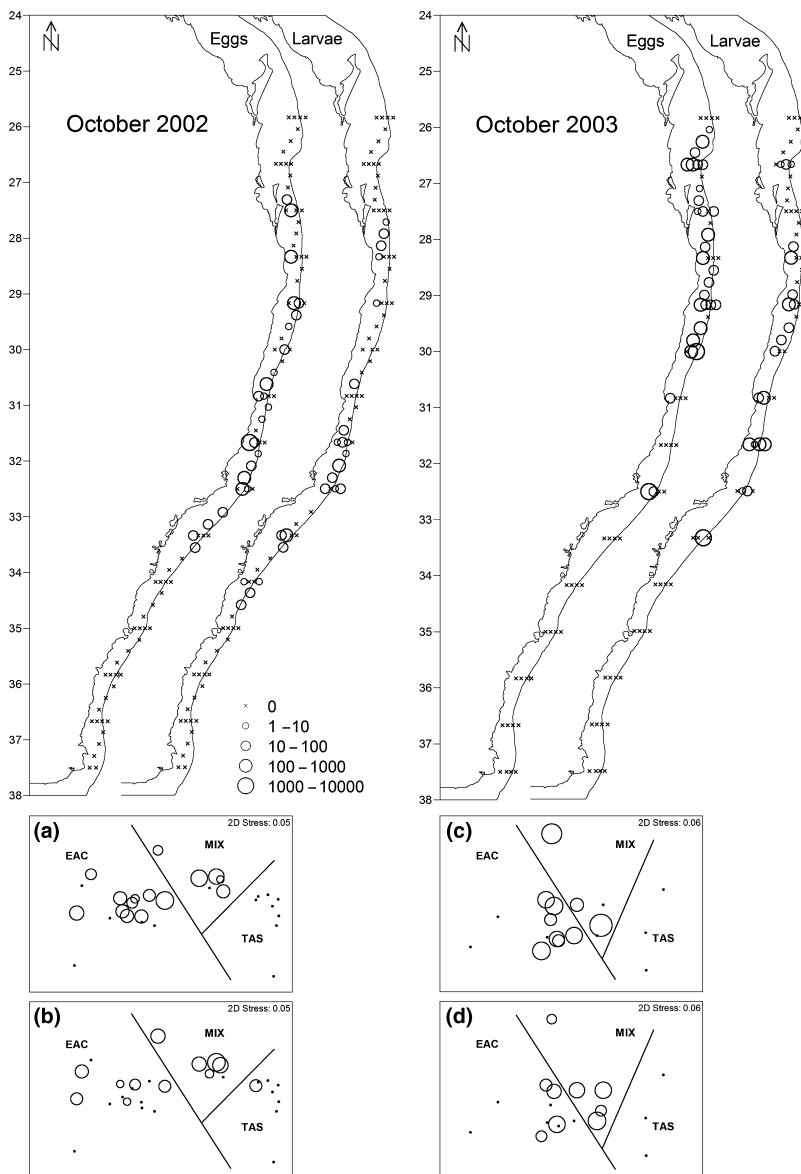 24
25
26
27
28
29
30
31
32
33
34
35
36
37
38
N
Eggs
Larvae
October 2002
× 0
1 – 10
10 – 100
100 – 1000
1000 – 10000
24
25
26
27
28
29
30
31
32
33
34
35
36
37
38
N
Eggs
Larvae
October 2003
(a)
2D Stress: 0.05
EAC
MIX
TAS
(b)
2D Stress: 0.05
EAC
MIX
TAS
(c)
2D Stress: 0.06
EAC
MIX
TAS
(d)
2D Stress: 0.06
EAC
MIX
TAS